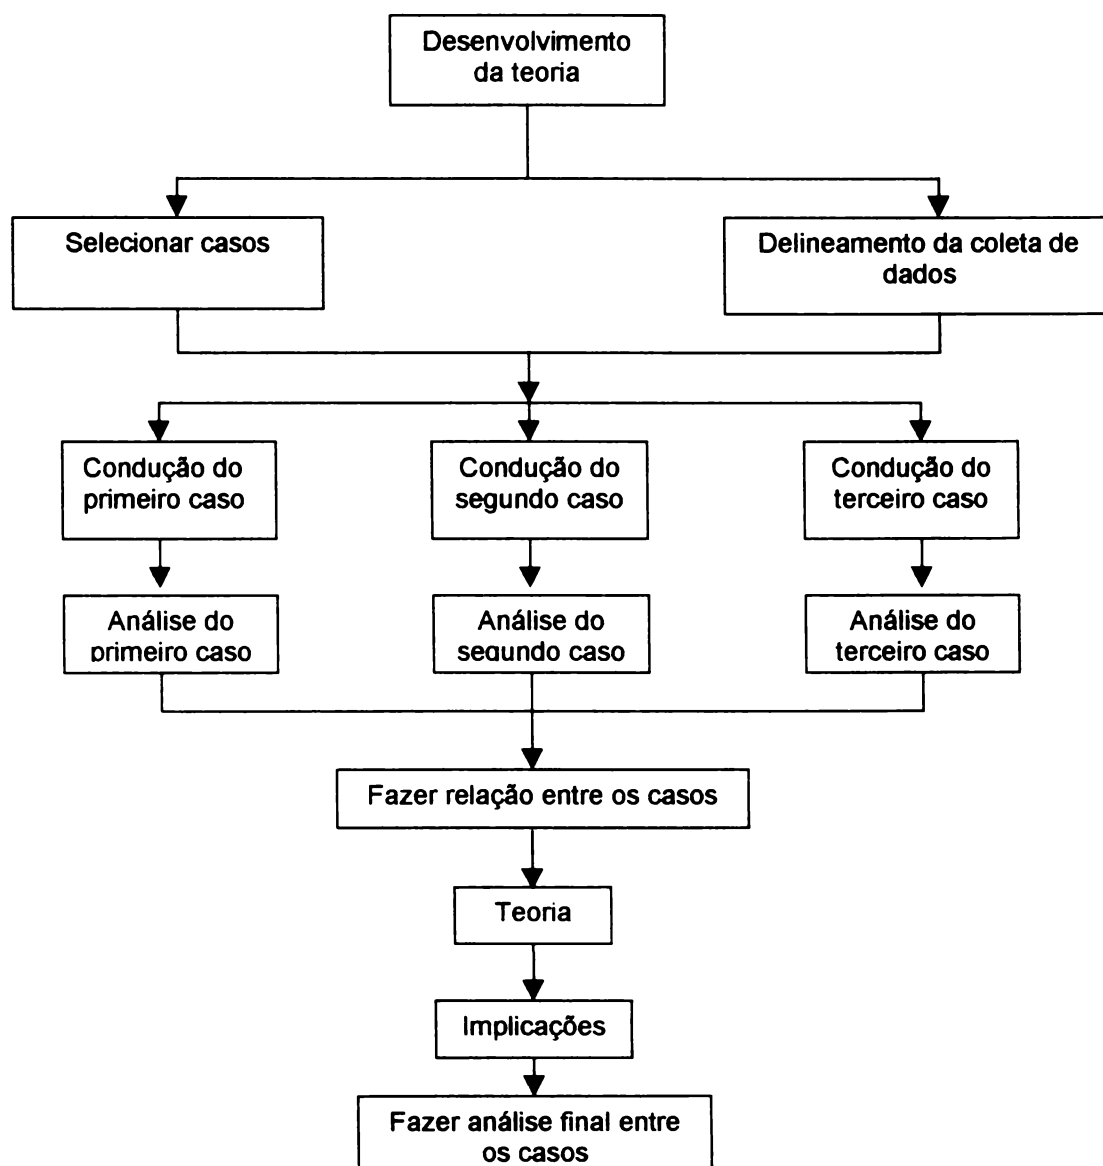 Desenvolvimento
da teoria
Selecionar casos
Delineamento da coleta de
dados
Condução do
primeiro caso
Condução do
segundo caso
Condução do
terceiro caso
Análise do
primeiro caso
Análise do
segundo caso
Análise do
terceiro caso
Fazer relação entre os casos
Teoria
Implicações
Fazer análise final entre
os casos